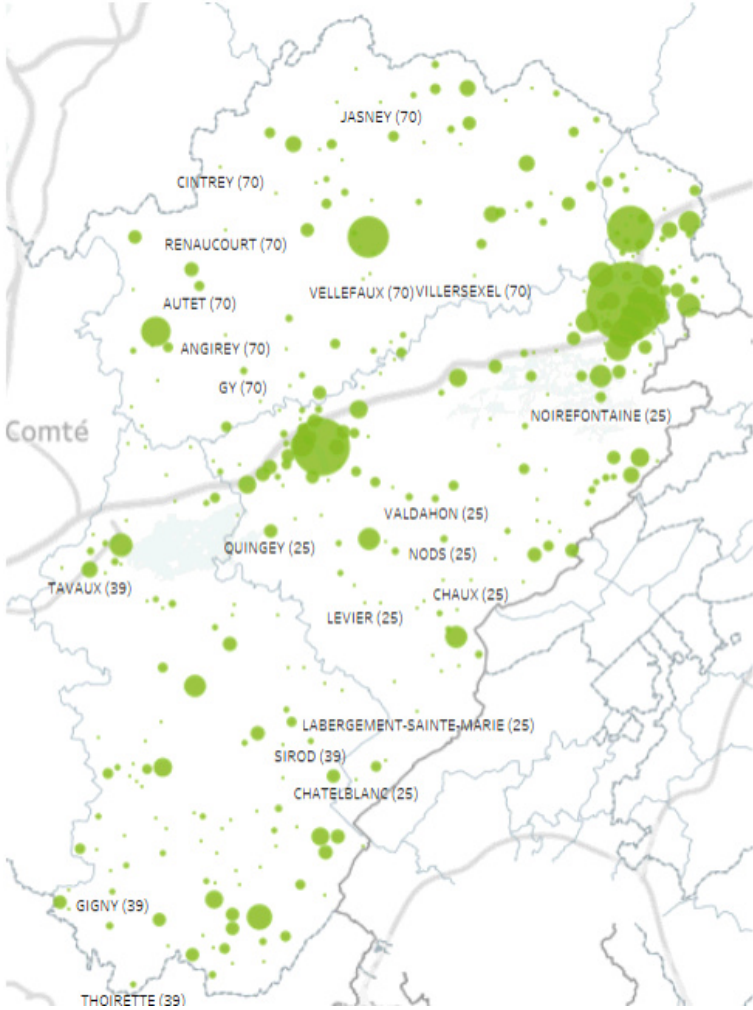 JASNEY (70)
CINTREY (70)
RENAUCOURT (70)
VELLEFAUX (70) VILLERSEXEL (70)
AUTET (70)
ANGIREY (70)
GY (70)
NOIREFONTAINE (25)
Comté
VALDAHON (25)
QUINGEY (25)
NODS (25)
TAVAUX (39)
CHAUX (25)
LEVIER (25)
LABERGEMENT-SAINTE-MARIE (25)
SIROD (39)
CHATELBLANC (25)
GIGNY (39)
THOIRETTE (39)